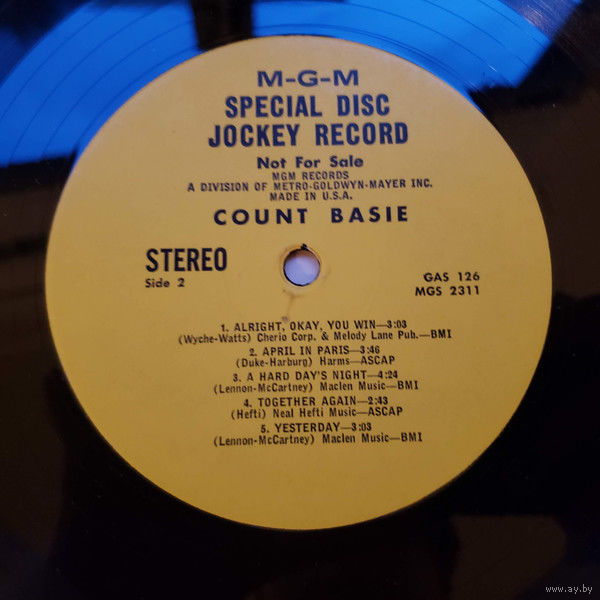 M-G-M
SPECIAL DISC
JOCKEY RECORD
Not For Sale
MGM RECORDS
A DIVISION OF METRO-GOLDWYN-MAYER INC.
MADE IN U.S.A.
COUNT BASIE
STEREO
Side 2
GAS 126
MGS 2311
1. ALRIGHT, OKAY, YOU WIN—3:03
(Wyche-Watts) Cherio Corp. & Melody Lane Pub.—BMI
2. APRIL IN PARIS—3:46
(Duke-Harburg) Harms—ASCAP
3. A HARD DAY'S NIGHT—4:24
(Lennon-McCartney) Maclen Music—BMI
4. TOGETHER AGAIN—2:43
(Hefti) Neal Hefti Music—ASCAP
5. YESTERDAY—3:03
(Lennon-McCartney) Maclen Music—BMI
www.ay.by